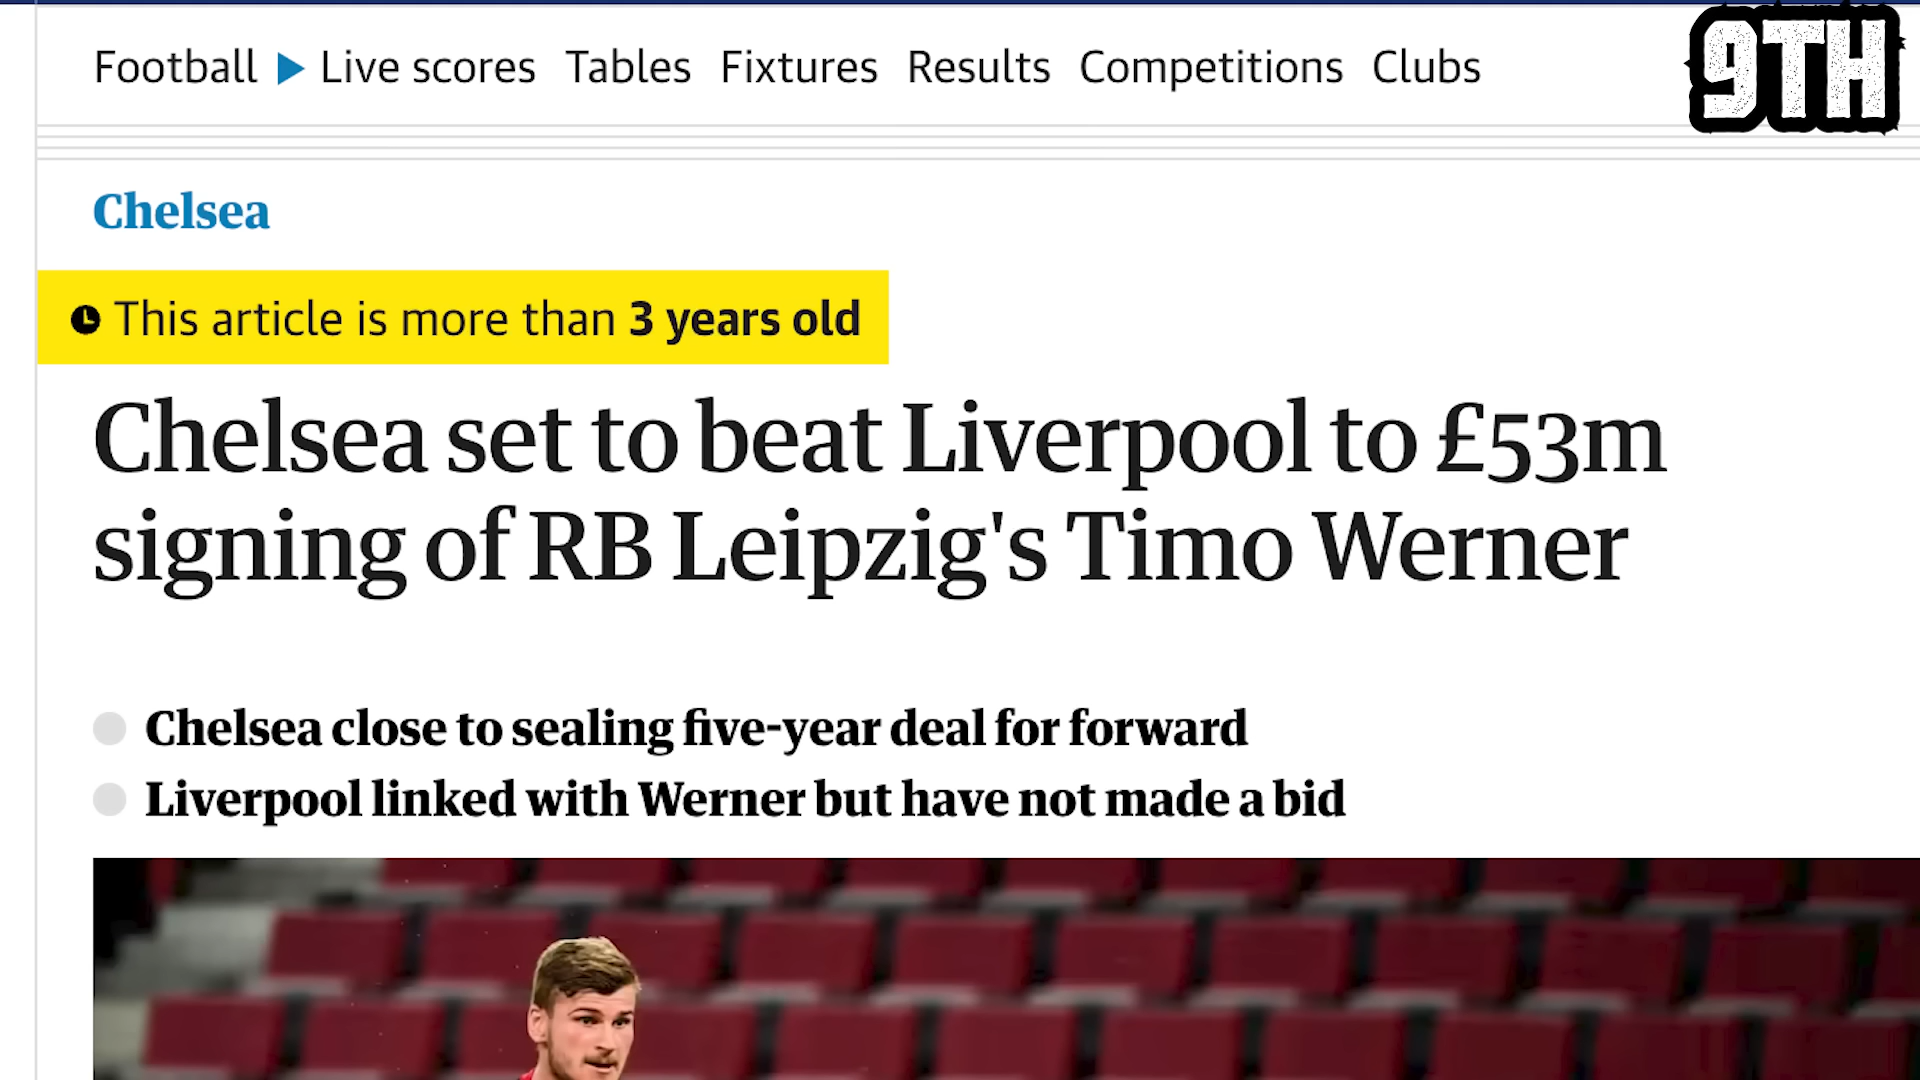 Football Live scores Tables Fixtures Results Competitions Clubs
9TH
Chelsea
This article is more than 3 years old
Chelsea set to beat Liverpool to £53m
signing of RB Leipzig's Timo Werner
Chelsea close to sealing five-year deal for forward
Liverpool linked with Werner but have not made a bid